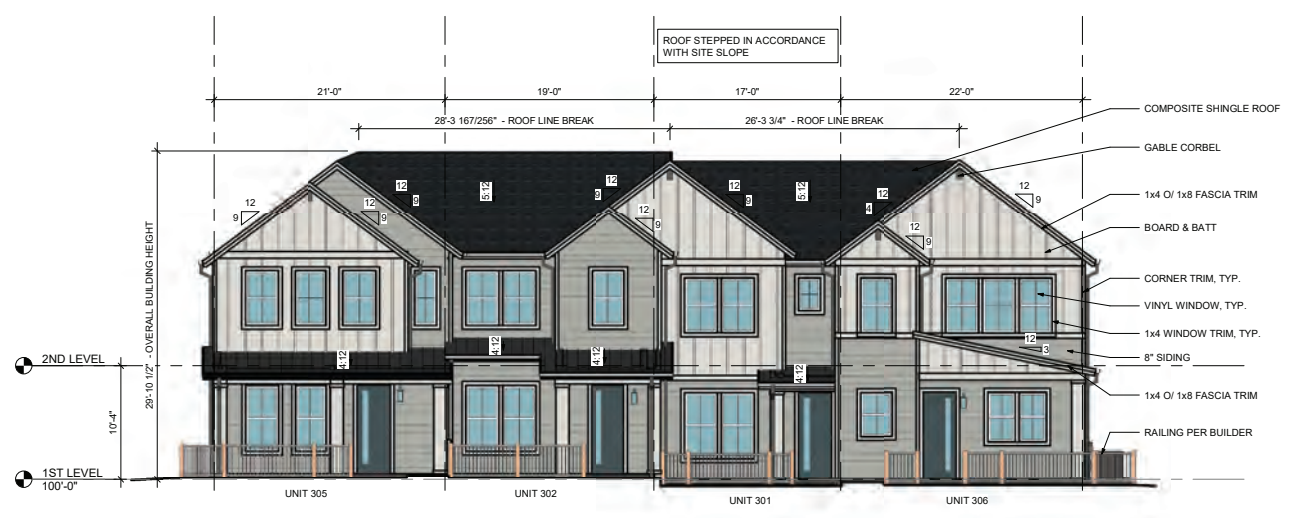 ROOF STEPPED IN ACCORDANCE
WITH SITE SLOPE
21'-0"
19'-0"
17'-0"
22'-0"
28'-3 167/256" - ROOF LINE BREAK
26'-3 3/4" - ROOF LINE BREAK
COMPOSITE SHINGLE ROOF
GABLE CORBEL
1x4 O/ 1x8 FASCIA TRIM
BOARD & BATT
CORNER TRIM, TYP.
VINYL WINDOW, TYP.
1x4 WINDOW TRIM, TYP.
8" SIDING
1x4 O/ 1x8 FASCIA TRIM
RAILING PER BUILDER
12
9
12
9
12
9
5:12
12
9
12
9
12
9
5:12
12
4
12
9
12
9
12
3
4:12
4:12
4:12
4:12
29'-10 1/2" - OVERALL BUILDING HEIGHT
2ND LEVEL
10'-4"
1ST LEVEL
100'-0"
UNIT 305
UNIT 302
UNIT 301
UNIT 306